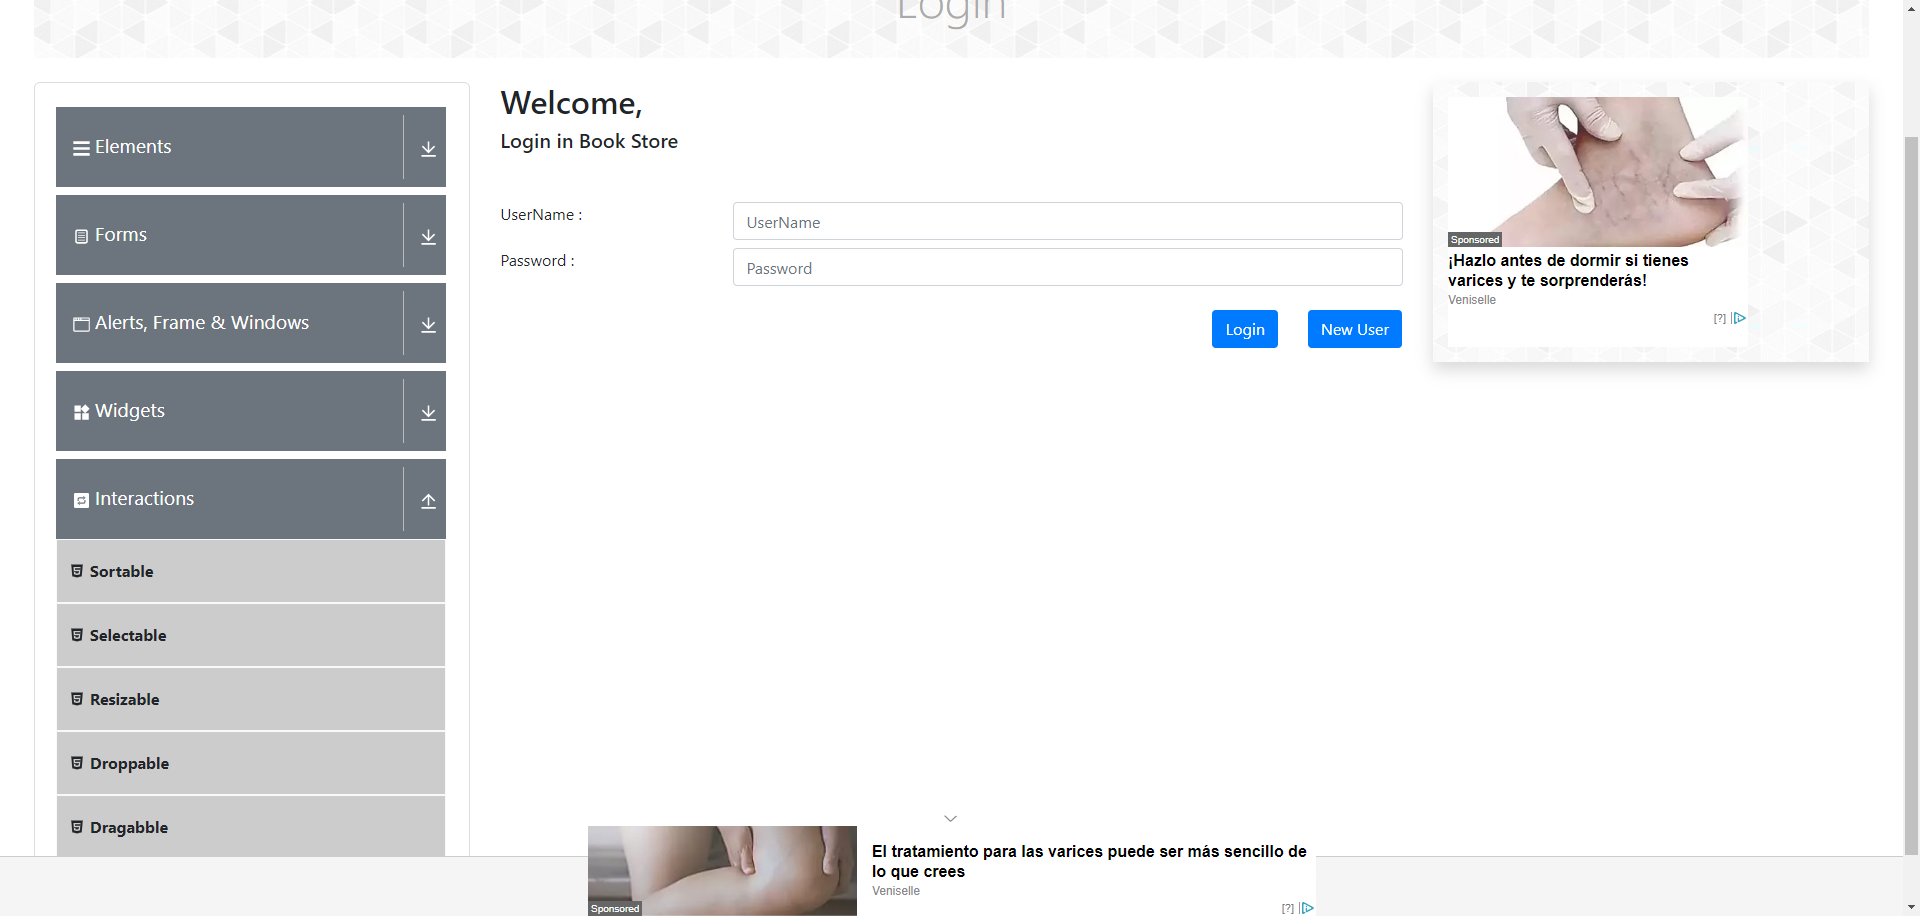 Login
Elements
Forms
Alerts, Frame & Windows
Widgets
Interactions
Sortable
Selectable
Resizable
Droppable
Dragabble
Welcome,
Login in Book Store
UserName :
UserName
Password :
Password
Login
New User
Sponsored
¡Hazlo antes de dormir si tienes
varices y te sorprenderás!
Veniselle
[?]
El tratamiento para las varices puede ser más sencillo de
lo que crees
Veniselle
Sponsored
[?]